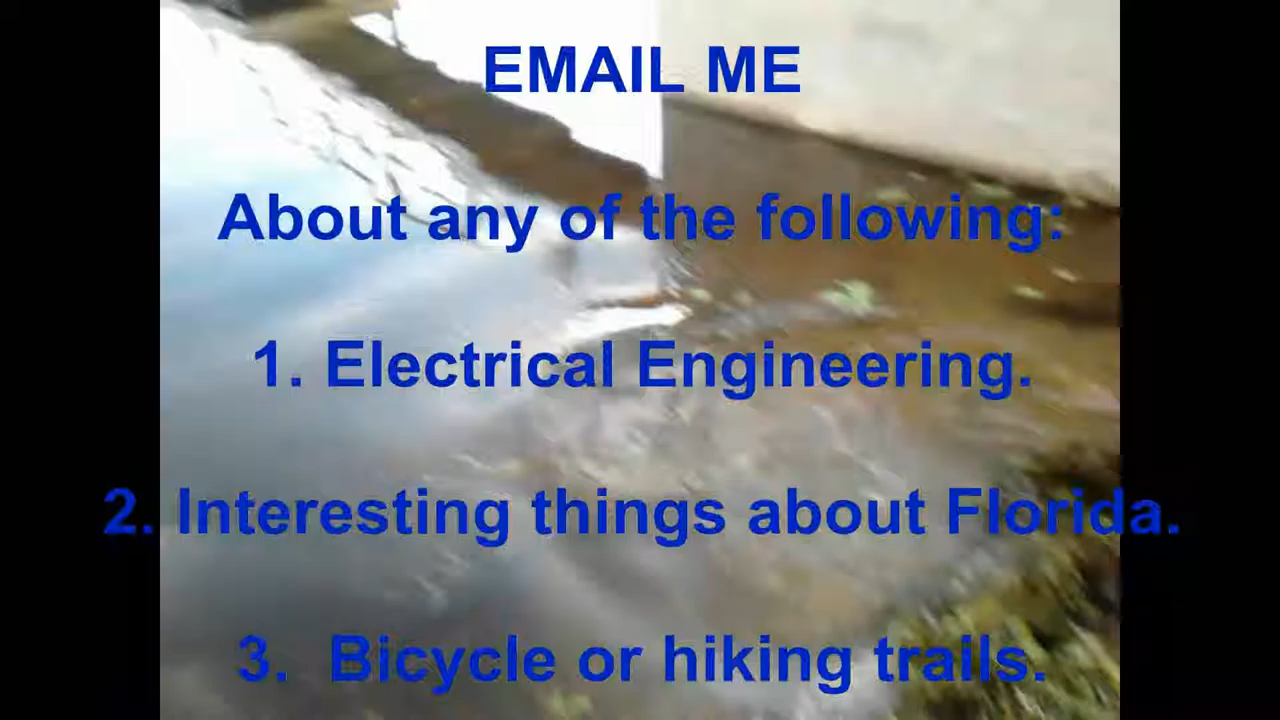 EMAIL ME
About any of the following:
1. Electrical Engineering.
2. Interesting things about Florida.
3. Bicycle or hiking trails.